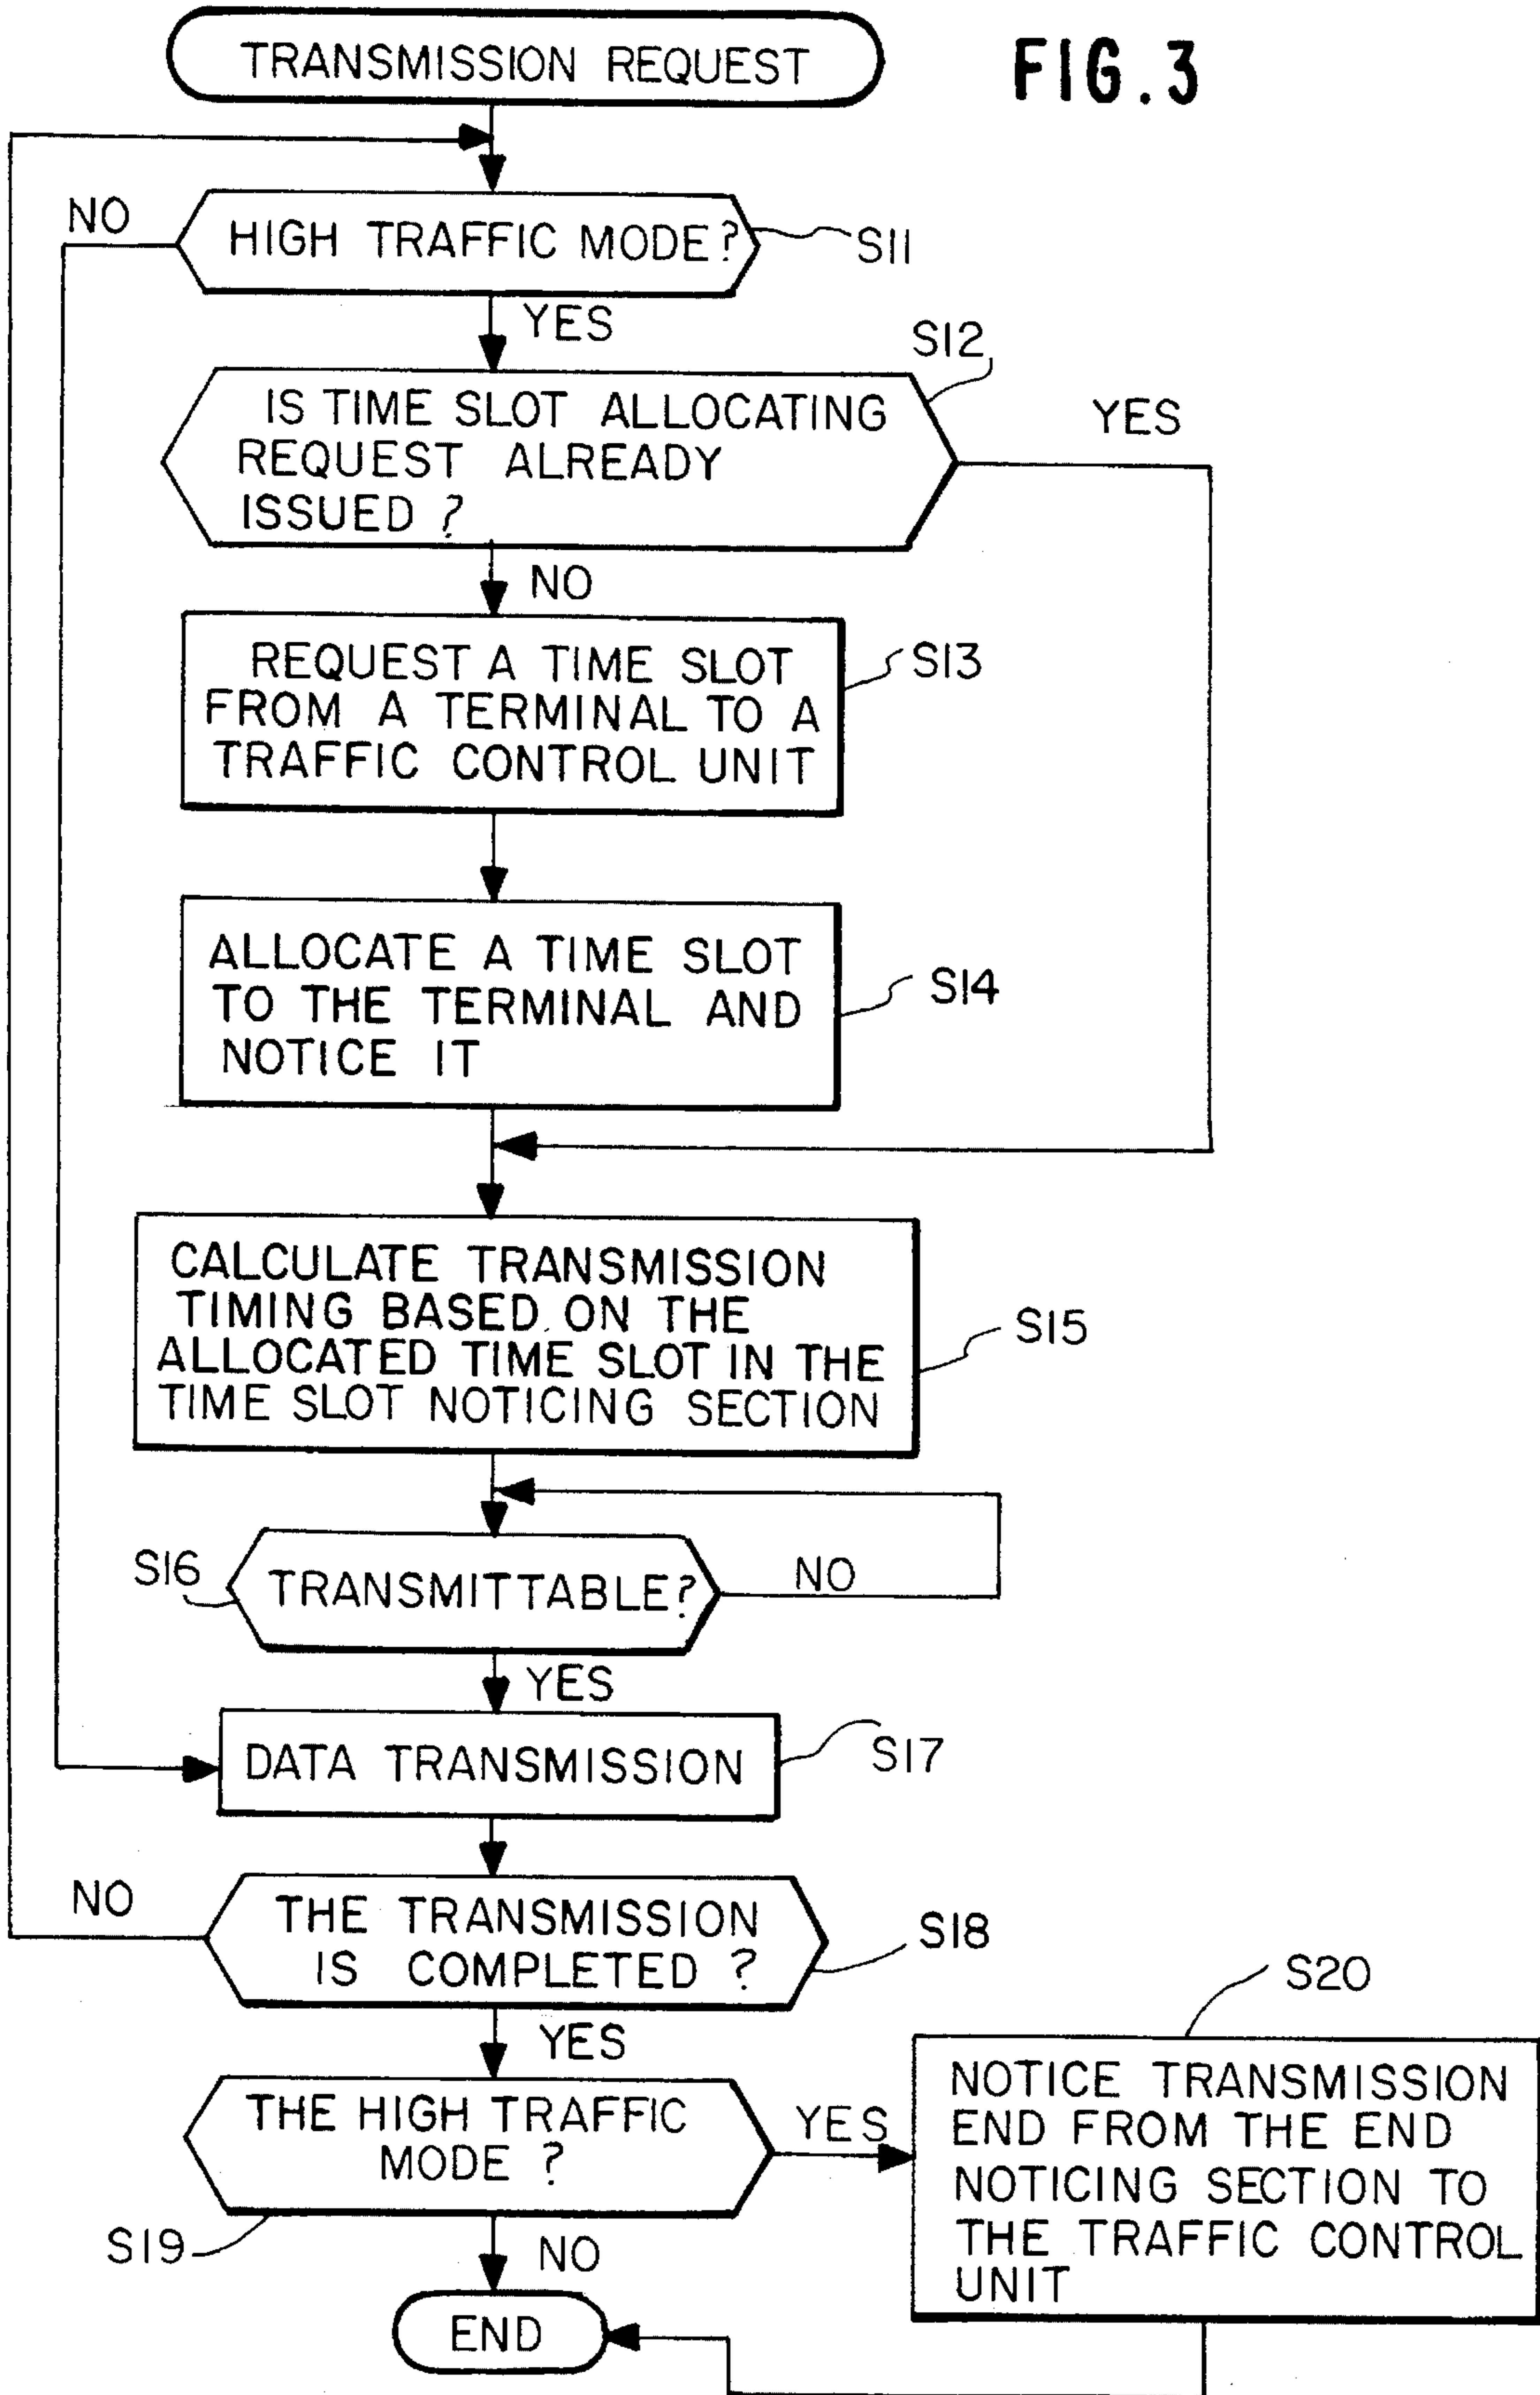 TRANSMISSION REQUEST
FIG.3
NO
HIGH TRAFFIC MODE?
S11
YES
S12
IS TIME SLOT ALLOCATING
REQUEST ALREADY
ISSUED ?
YES
NO
REQUEST A TIME SLOT
FROM A TERMINAL TO A
TRAFFIC CONTROL UNIT
S13
ALLOCATE A TIME SLOT
TO THE TERMINAL AND
NOTICE IT
S14
CALCULATE TRANSMISSION
TIMING BASED ON THE
ALLOCATED TIME SLOT IN THE
TIME SLOT NOTICING SECTION
S15
S16
TRANSMITTABLE?
NO
YES
DATA TRANSMISSION
S17
NO
THE TRANSMISSION
IS COMPLETED ?
S18
YES
S20
THE HIGH TRAFFIC
MODE ?
YES
NOTICE TRANSMISSION
END FROM THE END
NOTICING SECTION TO
THE TRAFFIC CONTROL
UNIT
S19
NO
END